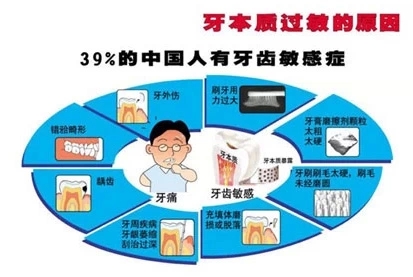 牙本质过敏的原因
39%的中国人有牙齿敏感症
牙外伤
刷牙用
力过大
错𬌗畸形
牙膏磨擦剂颗粒
太粗
太硬
牙本质
牙本质暴露
龋齿
牙痛
牙齿敏感
牙刷刷毛太硬,刷毛
未经磨圆
牙周疾病
牙龈萎缩
刮治过深
充填体磨
损或脱落